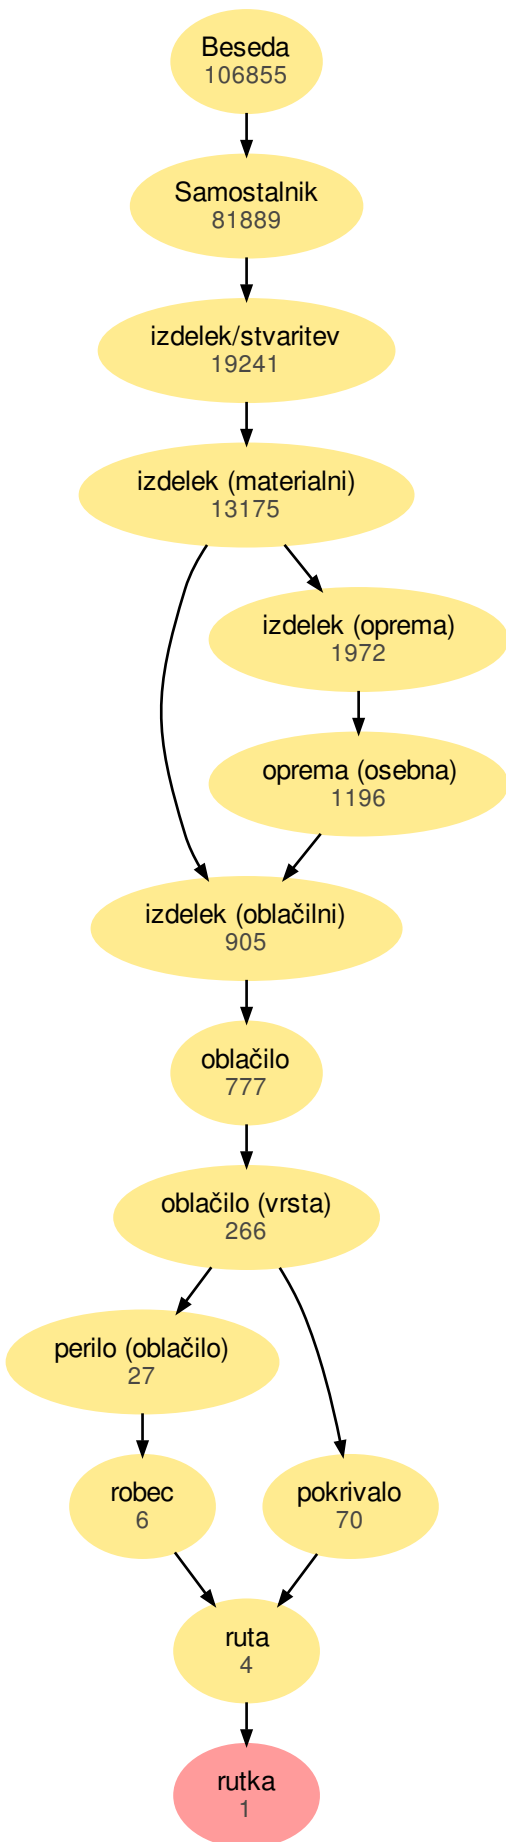 Beseda
106855
Samostalnik
81889
izdelek/stvaritev
19241
izdelek (materialni)
13175
izdelek (oprema)
1972
oprema (osebna)
1196
izdelek (oblačilni)
905
oblačilo
777
oblačilo (vrsta)
266
perilo (oblačilo)
27
robec
6
pokrivalo
70
ruta
4
rutka
1